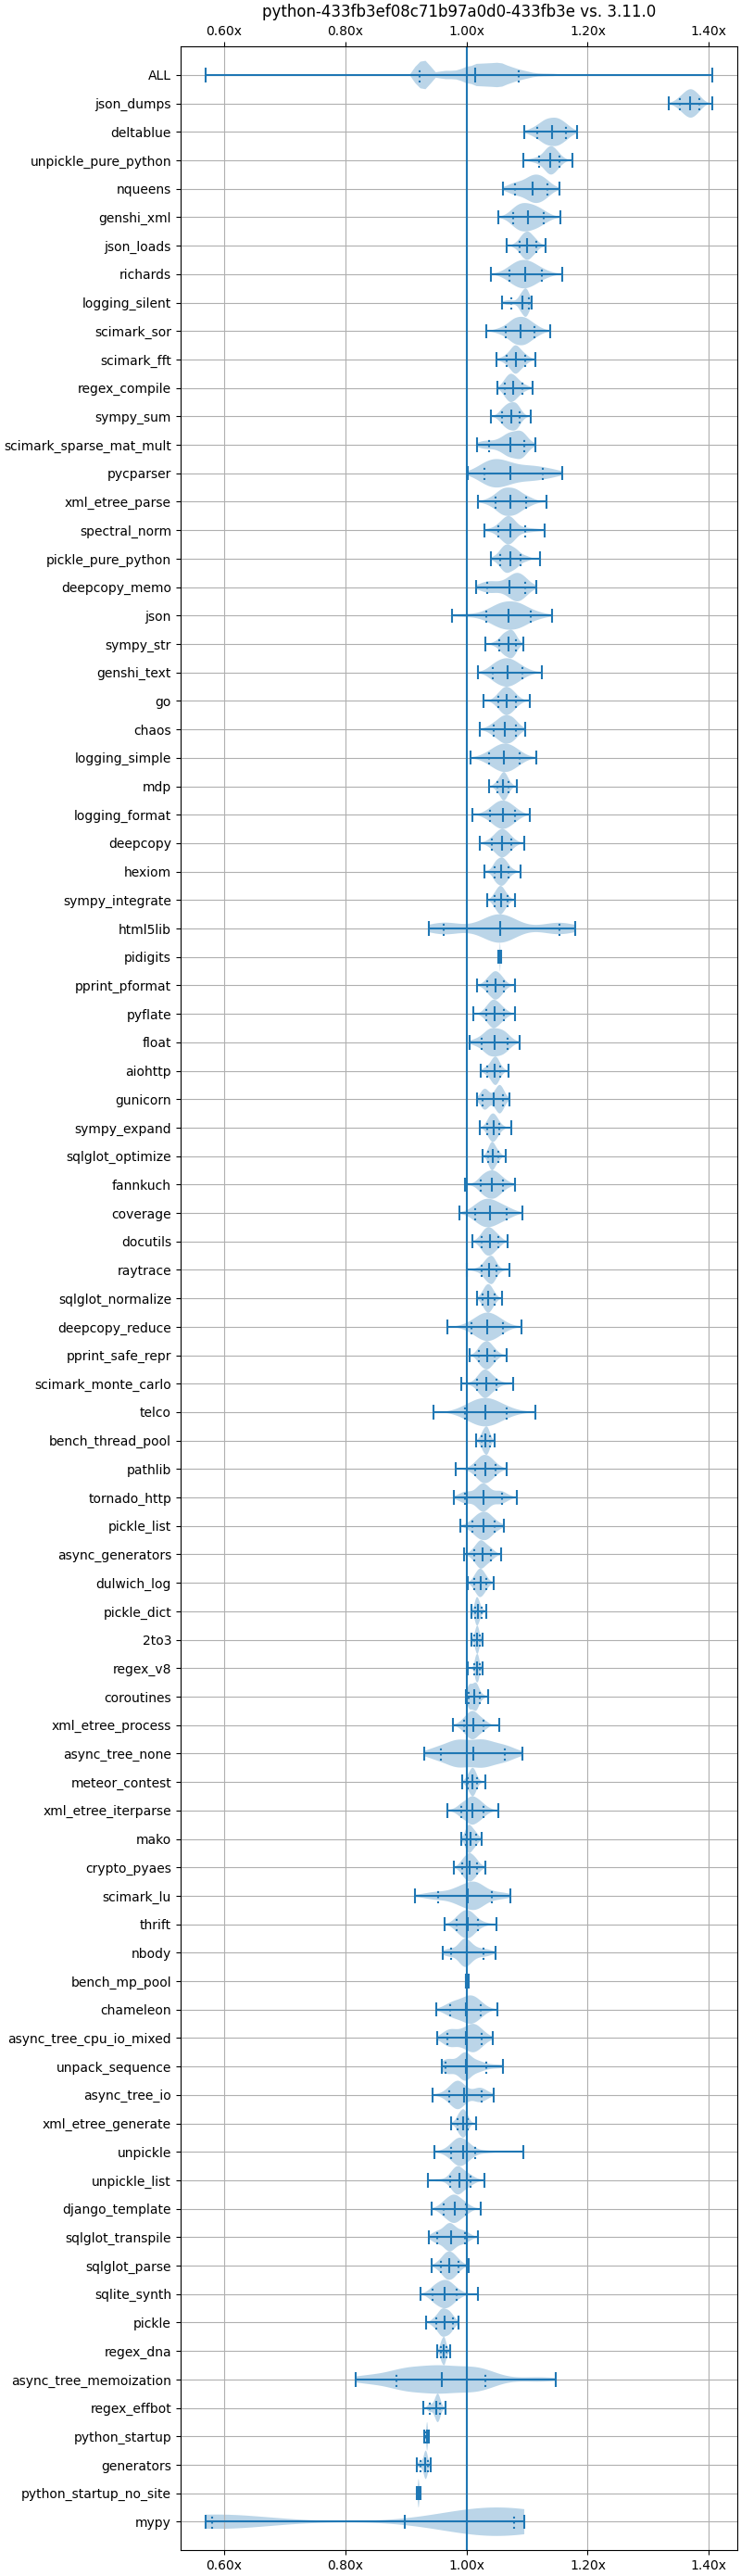 python-433fb3ef08c71b97a0d0-433fb3e vs. 3.11.0
0.60x 0.80x 1.00x 1.20x 1.40x
ALL
json_dumps
deltablue
unpickle_pure_python
nqueens
genshi_xml
json_loads
richards
logging_silent
scimark_sor
scimark_fft
regex_compile
sympy_sum
scimark_sparse_mat_mult
pycparser
xml_etree_parse
spectral_norm
pickle_pure_python
deepcopy_memo
json
sympy_str
genshi_text
go
chaos
logging_simple
mdp
logging_format
deepcopy
hexiom
sympy_integrate
html5lib
pidigits
pprint_pformat
pyflate
float
aiohttp
gunicorn
sympy_expand
sqlglot_optimize
fannkuch
coverage
docutils
raytrace
sqlglot_normalize
deepcopy_reduce
pprint_safe_repr
scimark_monte_carlo
telco
bench_thread_pool
pathlib
tornado_http
pickle_list
async_generators
dulwich_log
pickle_dict
2to3
regex_v8
coroutines
xml_etree_process
async_tree_none
meteor_contest
xml_etree_iterparse
mako
crypto_pyaes
scimark_lu
thrift
nbody
bench_mp_pool
chameleon
async_tree_cpu_io_mixed
unpack_sequence
async_tree_io
xml_etree_generate
unpickle
unpickle_list
django_template
sqlglot_transpile
sqlglot_parse
sqlite_synth
pickle
regex_dna
async_tree_memoization
regex_effbot
python_startup
generators
python_startup_no_site
mypy
0.60x 0.80x 1.00x 1.20x 1.40x